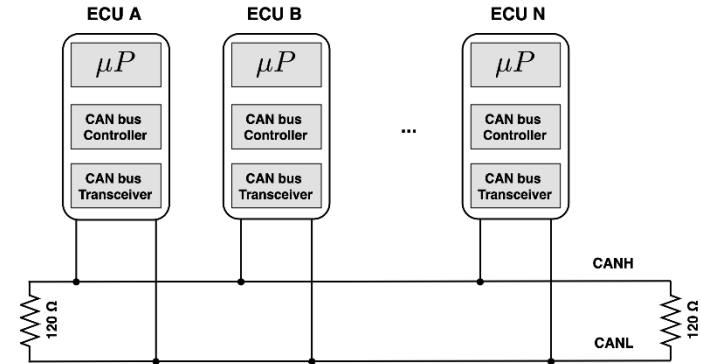 ECU A
ECU B
ECU N
μP
μP
μP
CAN bus
Controller
CAN bus
Controller
...
CAN bus
Controller
CAN bus
Transceiver
CAN bus
Transceiver
CAN bus
Transceiver
CANH
120 Ω
120 Ω
CANL